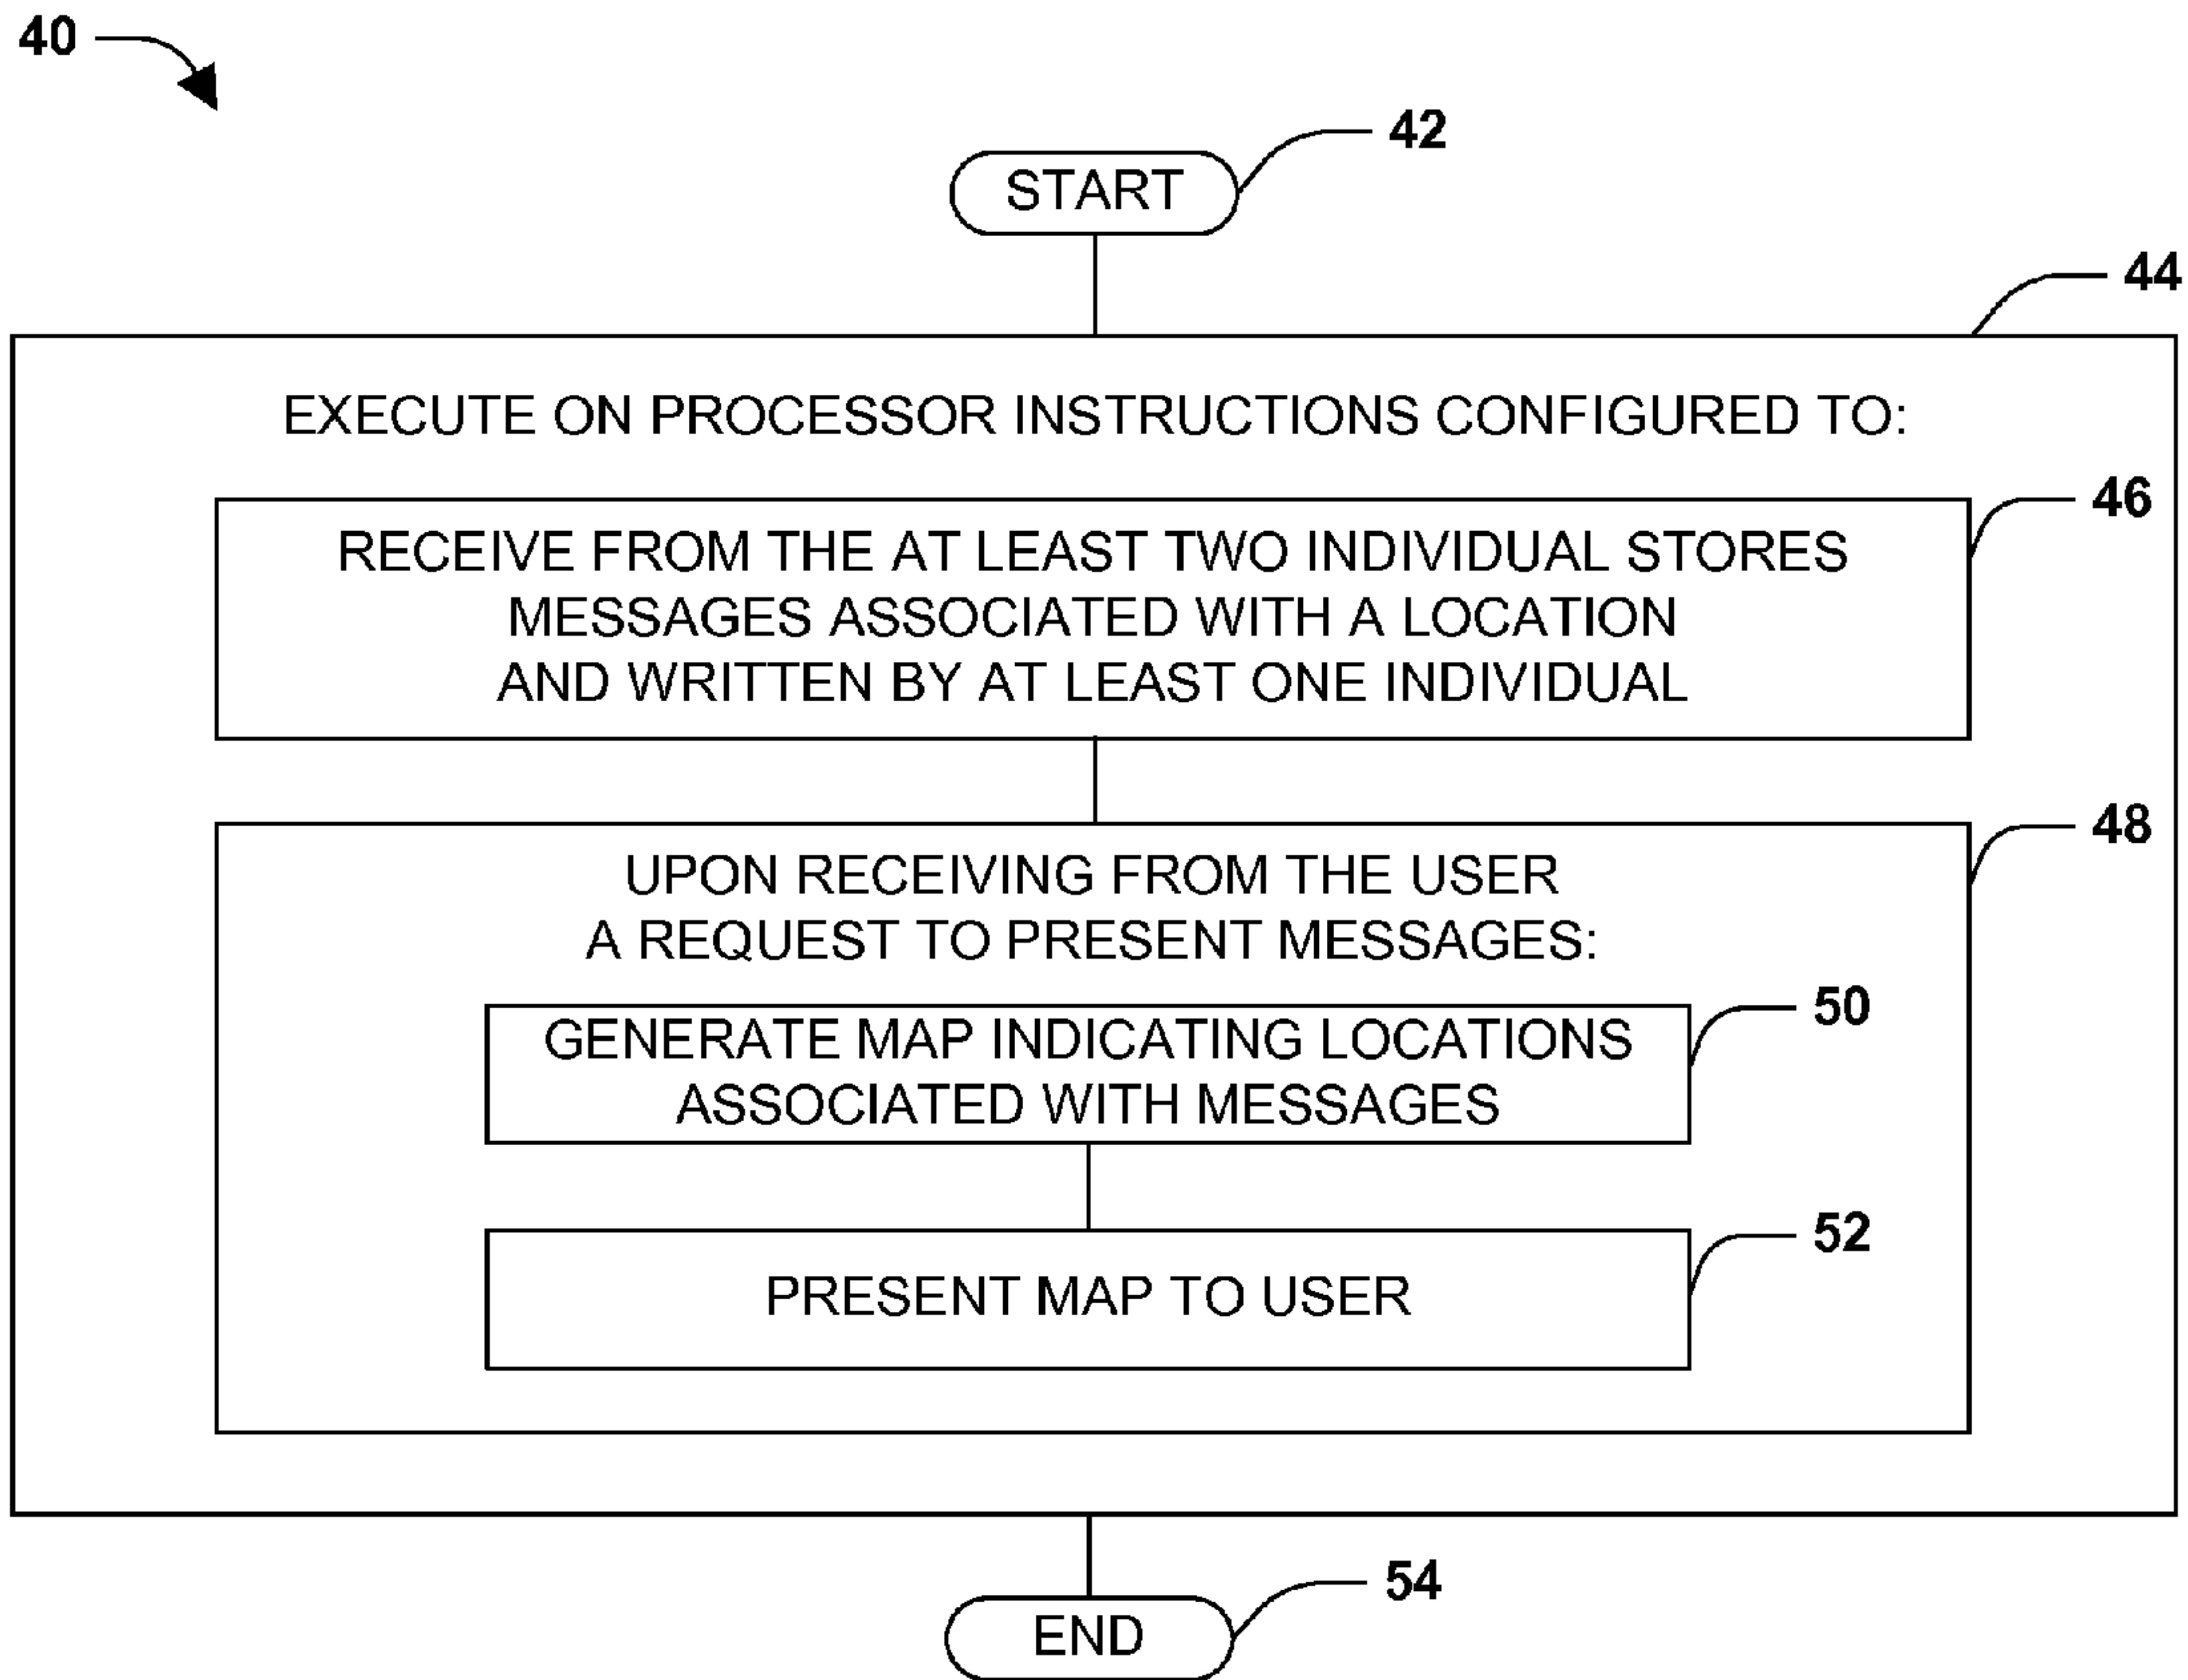 40
42
START
44
EXECUTE ON PROCESSOR INSTRUCTIONS CONFIGURED TO:
46
RECEIVE FROM THE AT LEAST TWO INDIVIDUAL STORES
MESSAGES ASSOCIATED WITH A LOCATION
AND WRITTEN BY AT LEAST ONE INDIVIDUAL
48
UPON RECEIVING FROM THE USER
A REQUEST TO PRESENT MESSAGES:
50
GENERATE MAP INDICATING LOCATIONS
ASSOCIATED WITH MESSAGES
52
PRESENT MAP TO USER
54
END